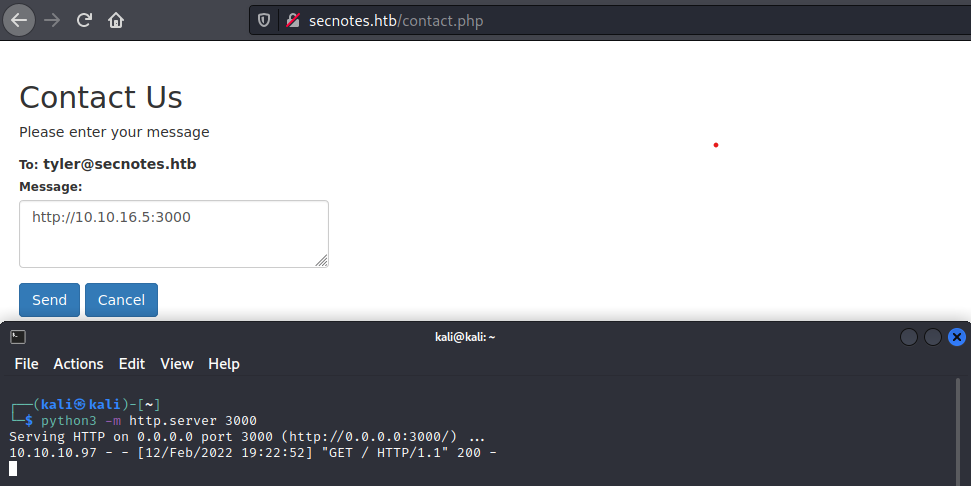 secnotes.htb/contact.php
Contact Us
Please enter your message
To: tyler@secnotes.htb
Message:
http://10.10.16.5:3000
Send Cancel
kali@kali: ~
File Actions Edit View Help
┌──(kali㉿kali)-[~]
└─$ python3 -m http.server 3000
Serving HTTP on 0.0.0.0 port 3000 (http://0.0.0.0:3000/) ...
10.10.10.97 - - [12/Feb/2022 19:22:52] "GET / HTTP/1.1" 200 -